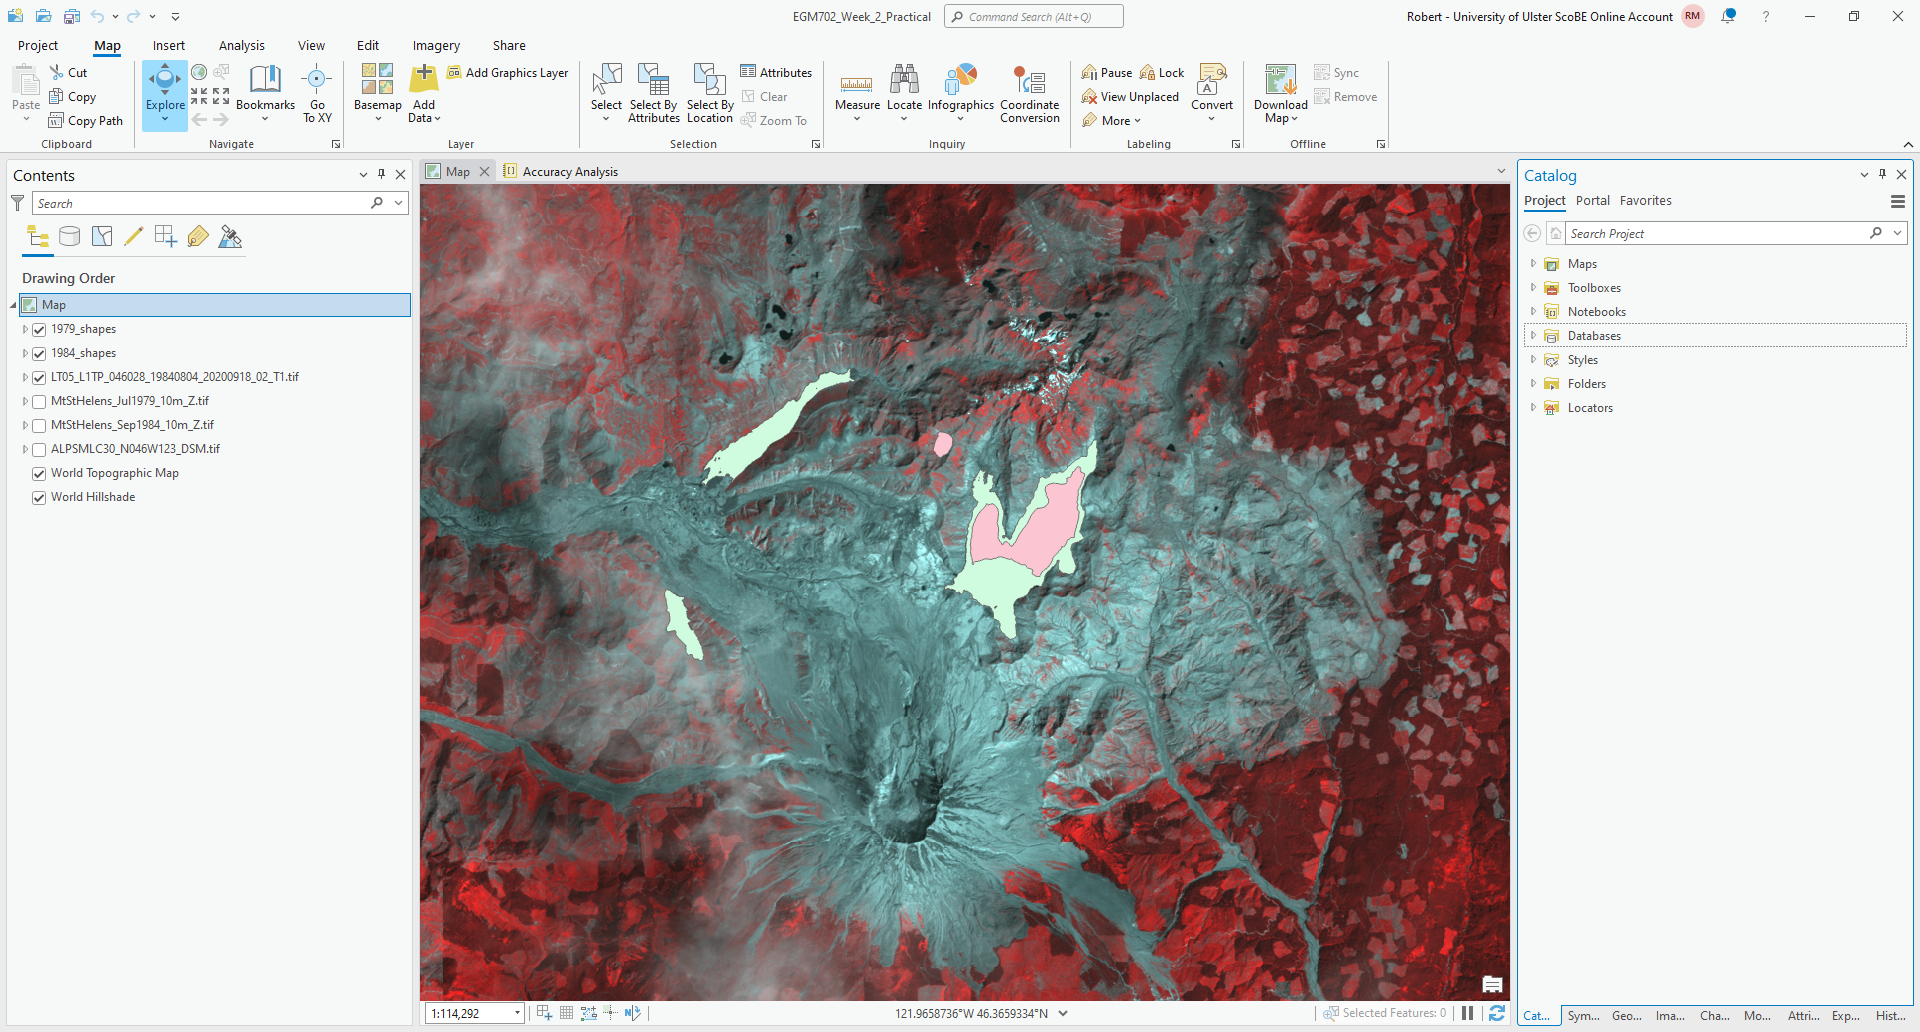 EGM702_Week_2_Practical
Command Search (Alt+Q)
Robert - University of Ulster ScoBE Online Account
RM
?
Project
Map
Insert
Analysis
View
Edit
Imagery
Share
Paste
Cut
Copy
Copy Path
Clipboard
Explore
Bookmarks
Go
To XY
Navigate
Basemap
Add
Data
Add Graphics Layer
Layer
Select
Select By
Attributes
Select By
Location
Attributes
Clear
Zoom To
Selection
Measure
Locate
Infographics
Coordinate
Conversion
Inquiry
Pause
Lock
View Unplaced
More
Convert
Labeling
Download
Map
Sync
Remove
Offline
Contents
Search
Drawing Order
Map
1979_shapes
1984_shapes
LT05_L1TP_046028_19840804_20200918_02_T1.tif
MtStHelens_Jul1979_10m_Z.tif
MtStHelens_Sep1984_10m_Z.tif
ALPSMLC30_N046W123_DSM.tif
World Topographic Map
World Hillshade
Map
Accuracy Analysis
1:114,292
121.9658736°W 46.3659334°N
Selected Features: 0
Catalog
Project
Portal
Favorites
Search Project
Maps
Toolboxes
Notebooks
Databases
Styles
Folders
Locators
Cat...
Sym...
Geo...
Ima...
Cha...
Mo...
Attri...
Exp...
Hist...